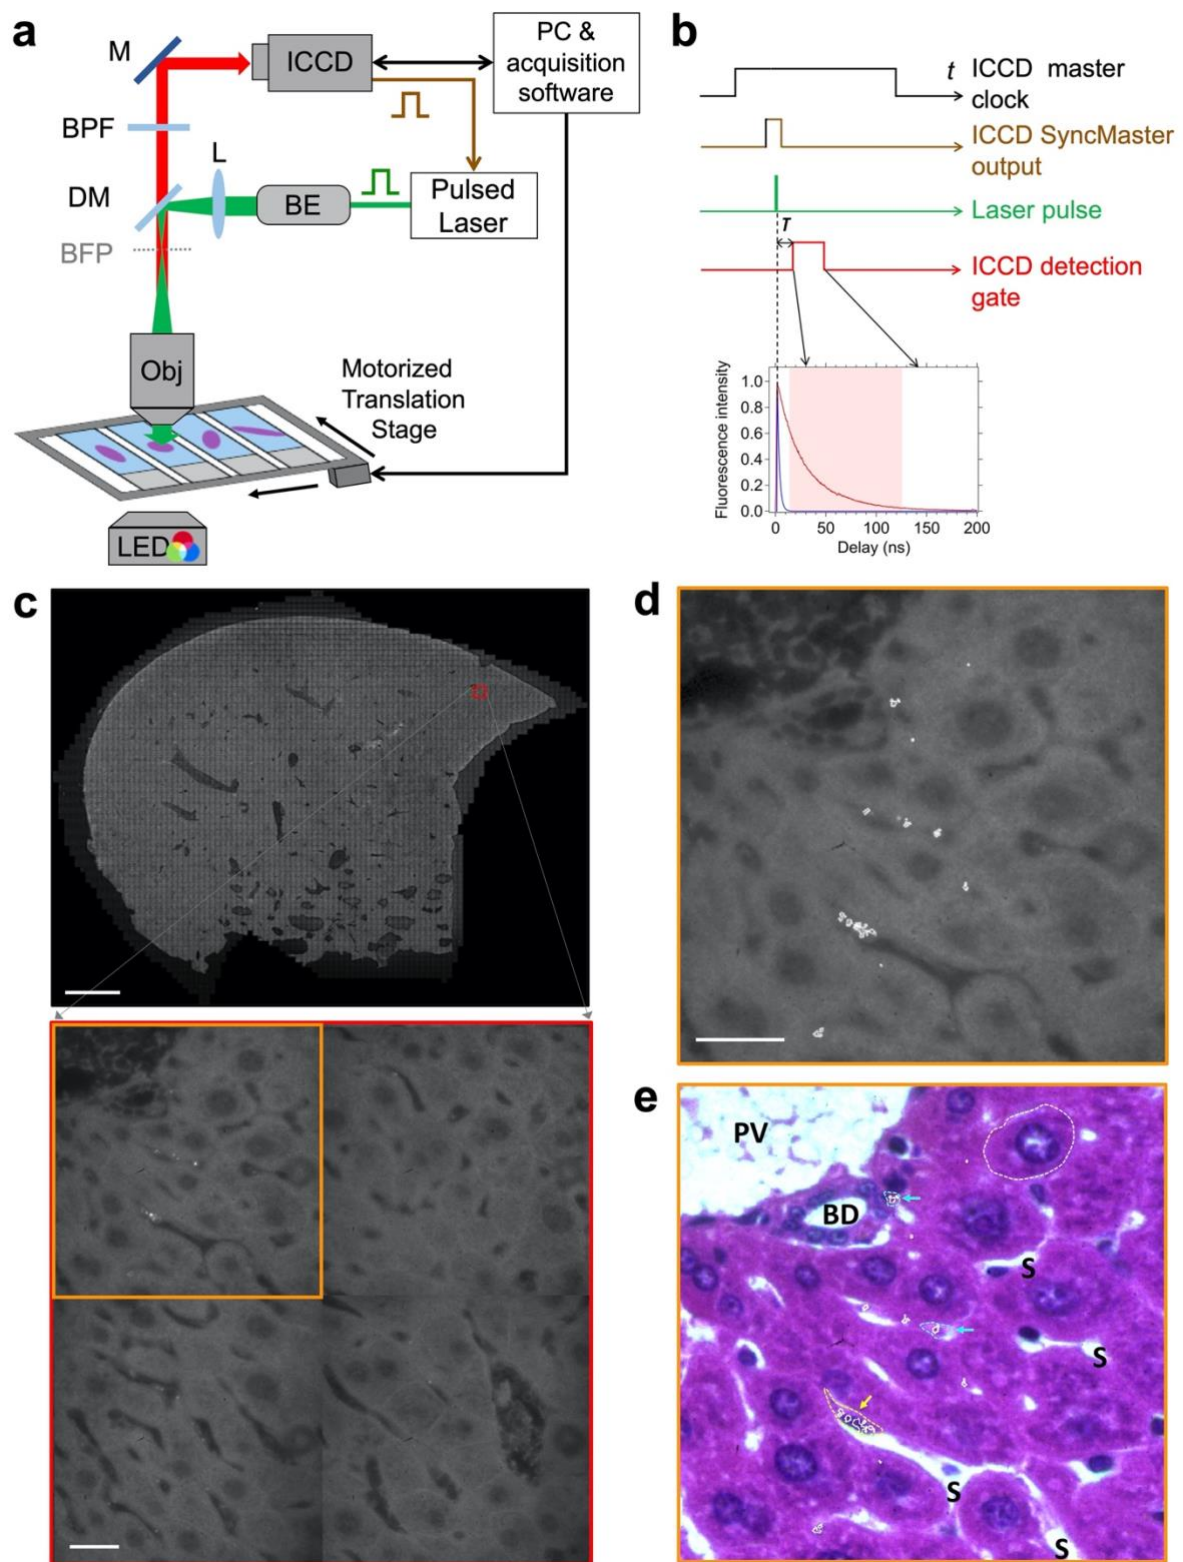 a
M
ICCD
PC &
acquisition
software
BPF
L
DM
BE
Pulsed
Laser
BFP
Obj
Motorized
Translation
Stage
LED
b
t
ICCD master
clock
ICCD SyncMaster
output
Laser pulse
T
ICCD detection
gate
Fluorescence intensity
1.0
0.8
0.6
0.4
0.2
0.0
0
50
100
150
200
Delay (ns)
c
d
e
PV
BD
S
S
S
S